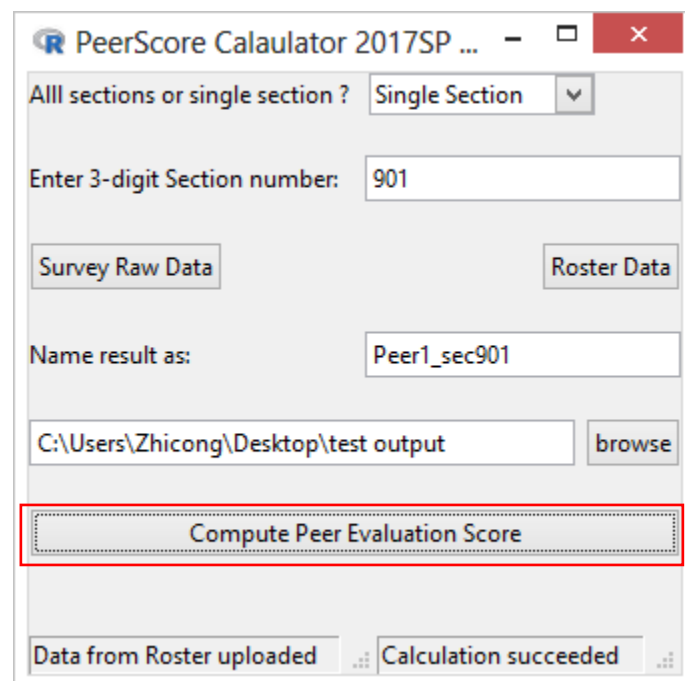 PeerScore Calaulator 2017SP ...
Alll sections or single section ? Single Section
Enter 3-digit Section number: 901
Survey Raw Data Roster Data
Name result as: Peer1_sec901
C:\Users\Zhicong\Desktop\test output browse
Compute Peer Evaluation Score
Data from Roster uploaded Calculation succeeded